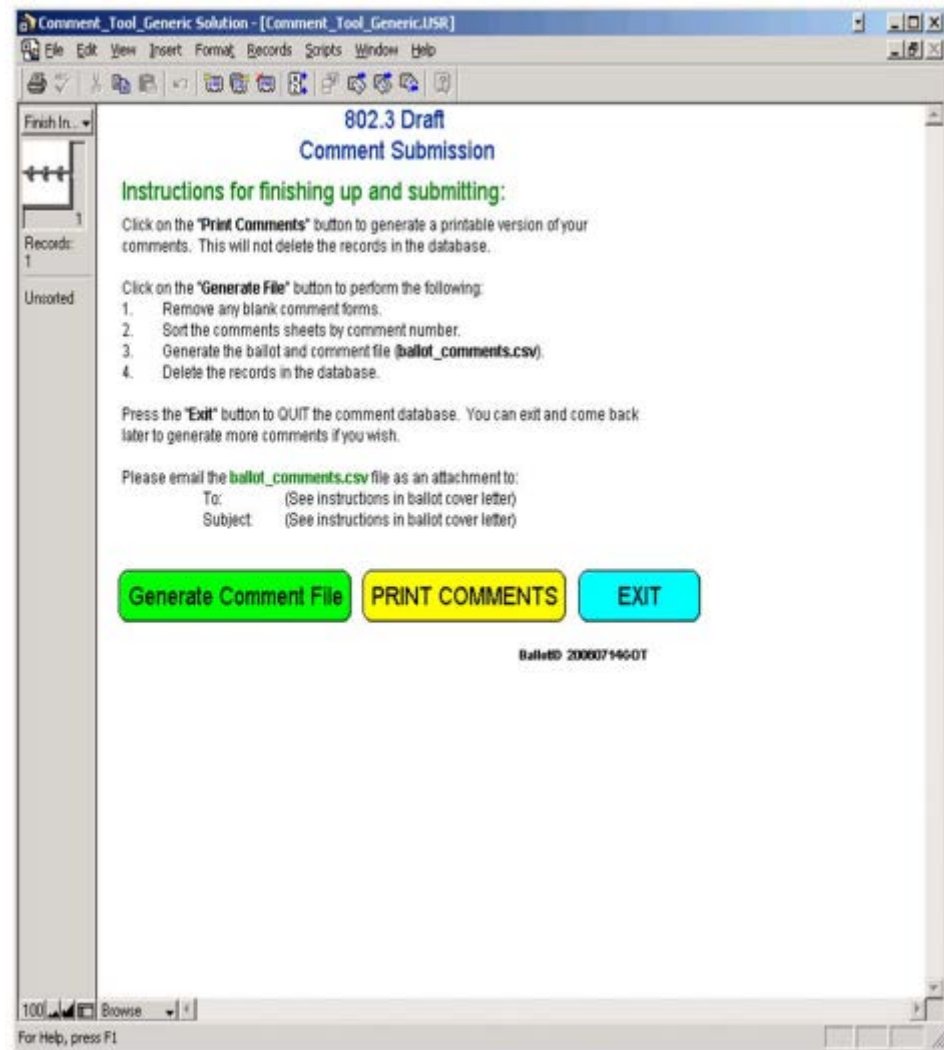 Comment_Tool_Generic Solution - [Comment_Tool_Generic.USR]
File Edit View Insert Format Records Scripts Window Help
Finish In..
1
Records:
1
Unsorted
802.3 Draft
Comment Submission
Instructions for finishing up and submitting:
Click on the "Print Comments" button to generate a printable version of your
comments. This will not delete the records in the database.
Click on the "Generate File" button to perform the following:
1. Remove any blank comment forms.
2. Sort the comments sheets by comment number.
3. Generate the ballot and comment file (ballot_comments.csv).
4. Delete the records in the database.
Press the "Exit" button to QUIT the comment database. You can exit and come back
later to generate more comments if you wish.
Please email the ballot_comments.csv file as an attachment to:
To: (See instructions in ballot cover letter)
Subject: (See instructions in ballot cover letter)
Generate Comment File PRINT COMMENTS EXIT
BallotID
100 Browse
For Help, press F1